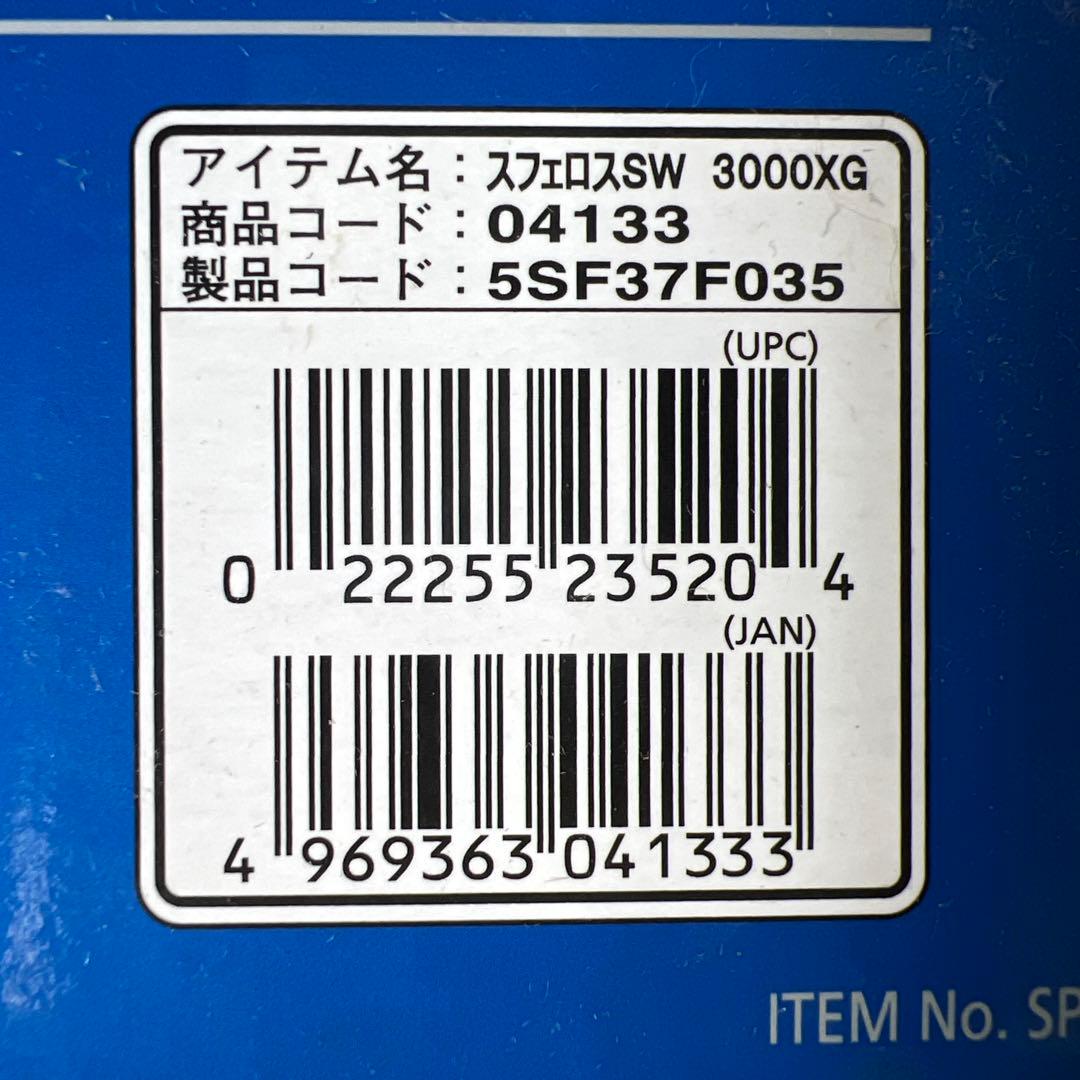 アイテム名：スフェロスSW 3000XG
商品コード：04133
製品コード：5SF37F035
(UPC)
0 22255 23520 4
(JAN)
4 969363 041333
ITEM No. SP